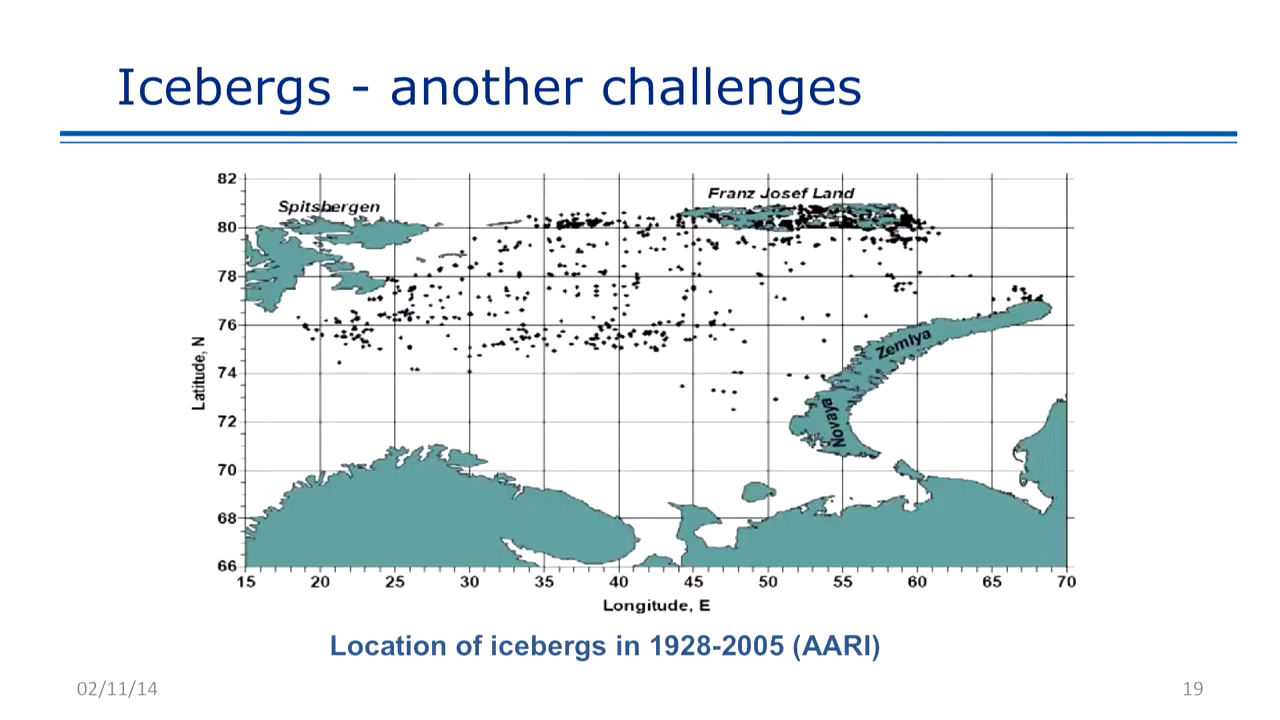 Icebergs - another challenges
82
80
78
76
74
72
70
68
66
Latitude, N
Spitsbergen
Franz Josef Land
Novaya
Zemlya
15 20 25 30 35 40 45 50 55 60 65 70
Longitude, E
Location of icebergs in 1928-2005 (AARI)
02/11/14
19